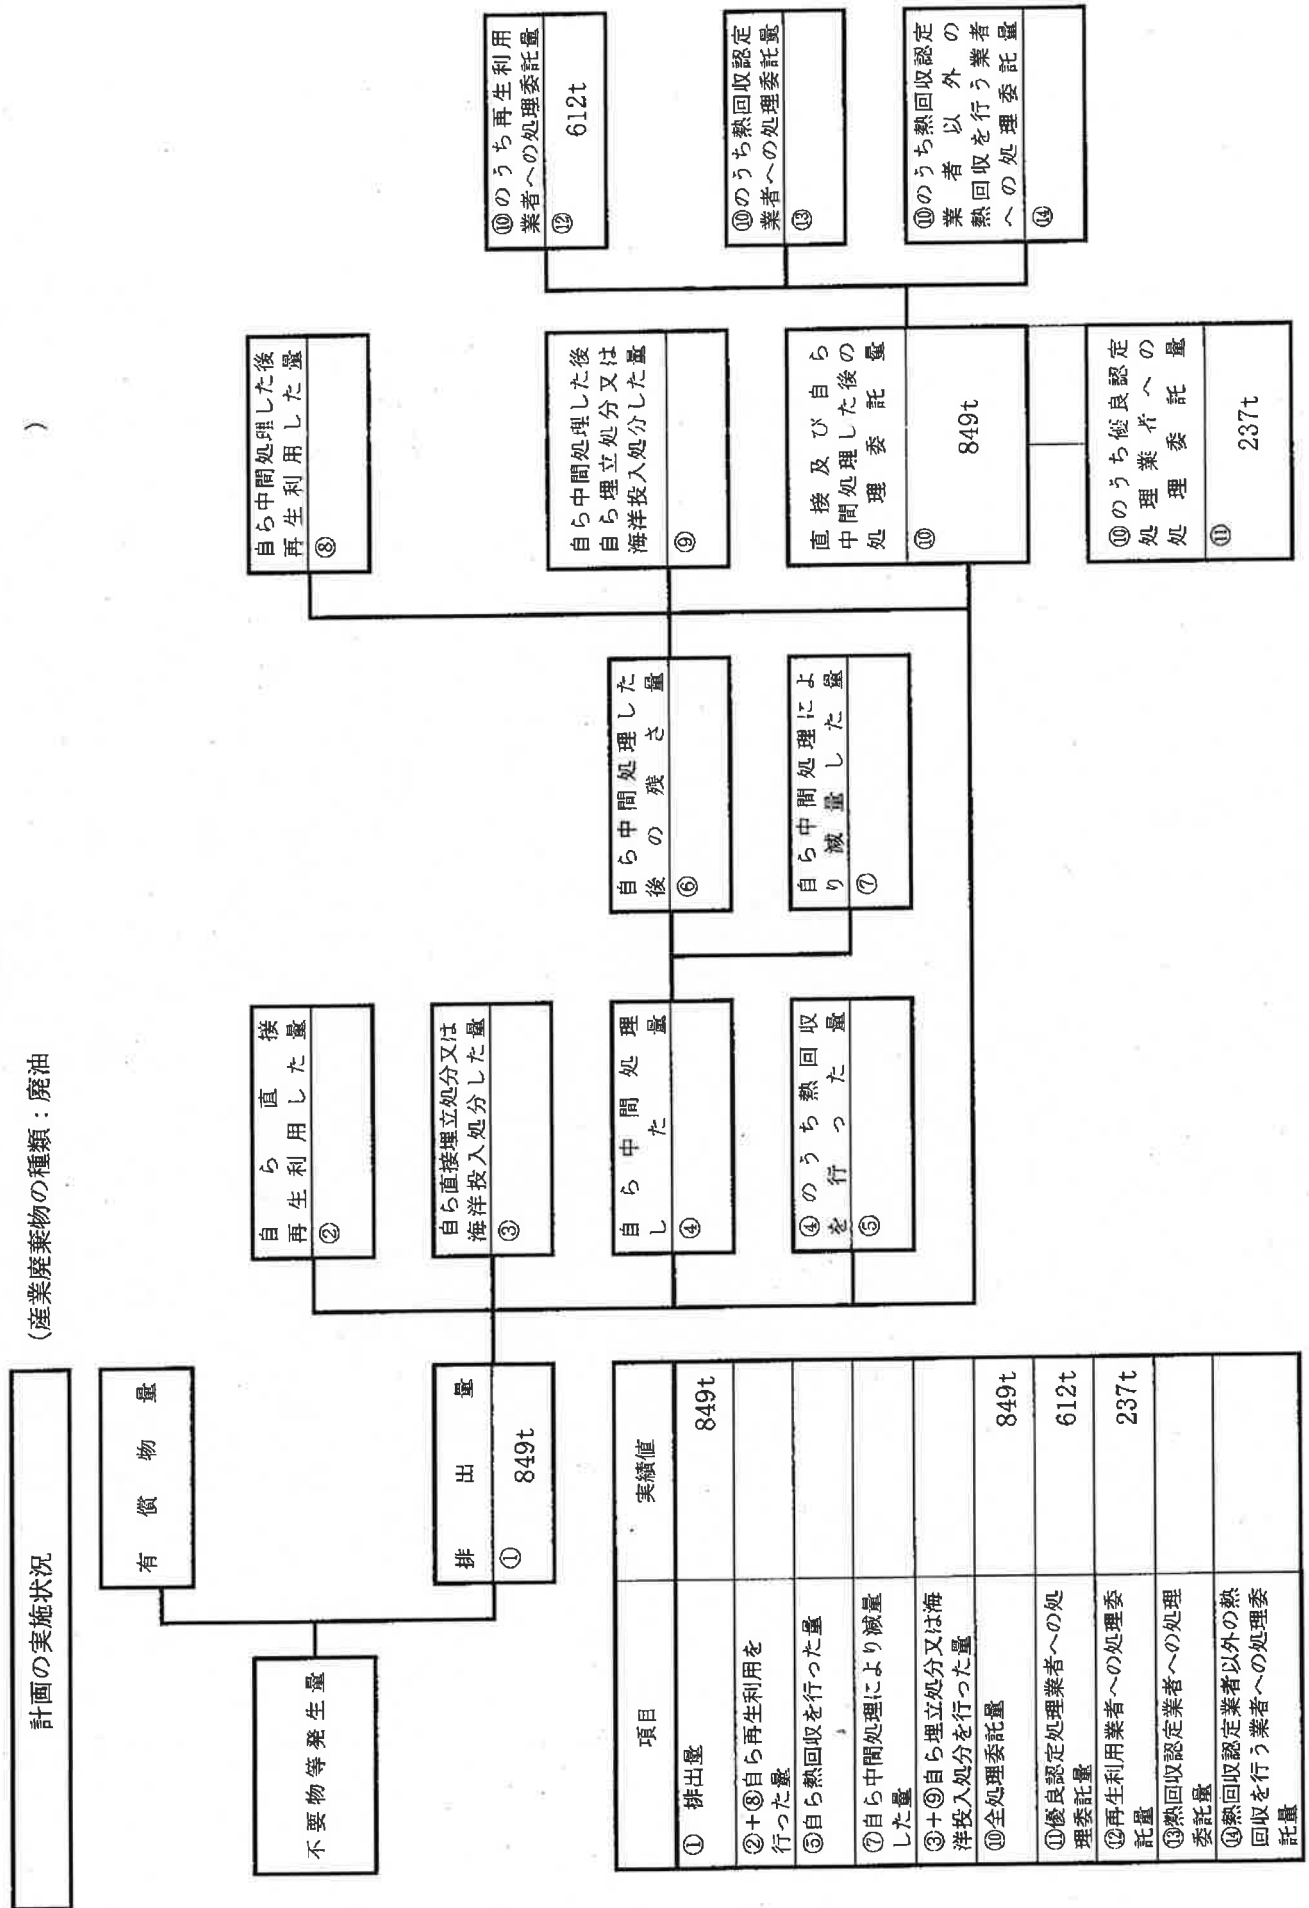 計画の実施状況
（産業廃棄物の種類：廃油
）
不要物等発生量
有償物量
排出量
①
849t
自ら直接
再生利用した量
②
自ら直接埋立処分又は
海洋投入処分した量
③
自ら中間処理
した量
④
④のうち熱回収
を行った量
⑤
自ら中間処理した
後の残さ量
⑥
自ら中間処理によ
り減量した量
⑦
自ら中間処理した後
再生利用した量
⑧
自ら中間処理した後
自ら埋立処分又は
海洋投入処分した量
⑨
直接及び自ら
中間処理した後の
処理委託量
⑩
849t
⑩のうち優良認定
処理業者への
処理委託量
⑪
237t
⑩のうち再生利用
業者への処理委託量
⑫
612t
⑩のうち熱回収認定
業者への処理委託量
⑬
⑩のうち熱回収認定
業者以外の
熱回収を行う業者
への処理委託量
⑭
項目 実績値
① 排出量 849t
②+⑧自ら再生利用を
行った量
⑤自ら熱回収を行った量
⑦自ら中間処理により減量
した量
③+⑨自ら埋立処分又は海
洋投入処分を行った量
⑩全処理委託量 849t
⑪優良認定処理業者への処
理委託量 612t
⑫再生利用業者への処理委
託量 237t
⑬熱回収認定業者への処理
委託量
⑭熱回収認定業者以外の熱
回収を行う業者への処理委
託量